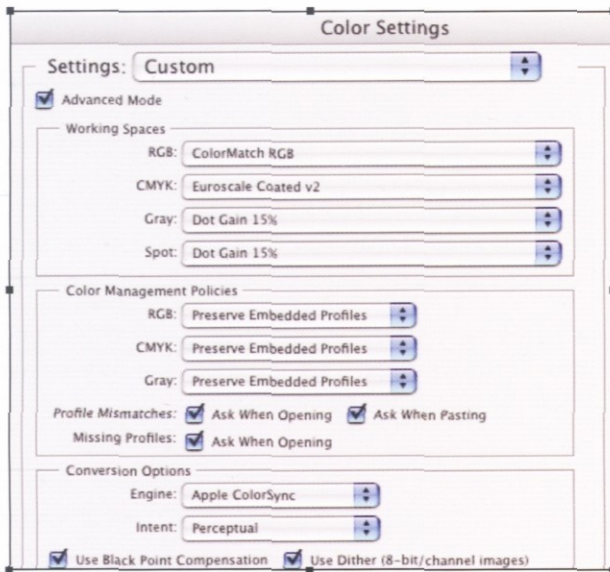 Color Settings
Settings: Custom
Advanced Mode
Working Spaces
RGB: ColorMatch RGB
CMYK: Euroscale Coated v2
Gray: Dot Gain 15%
Spot: Dot Gain 15%
Color Management Policies
RGB: Preserve Embedded Profiles
CMYK: Preserve Embedded Profiles
Gray: Preserve Embedded Profiles
Profile Mismatches: Ask When Opening Ask When Pasting
Missing Profiles: Ask When Opening
Conversion Options
Engine: Apple ColorSync
Intent: Perceptual
Use Black Point Compensation Use Dither (8-bit/channel images)